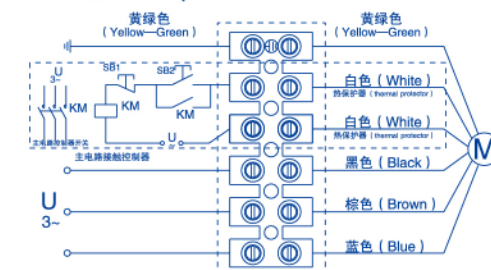 黄绿色
（Yellow—Green）
黄绿色
（Yellow—Green）
U
3~
KM
SB1
SB2
KM
KM
U
~
主电路控制器开关
主电路接触控制器
白色（White）
热保护器（thermal protector）
白色（White）
热保护器（thermal protector）
黑色（Black）
U
3~
棕色（Brown）
蓝色（Blue）
M